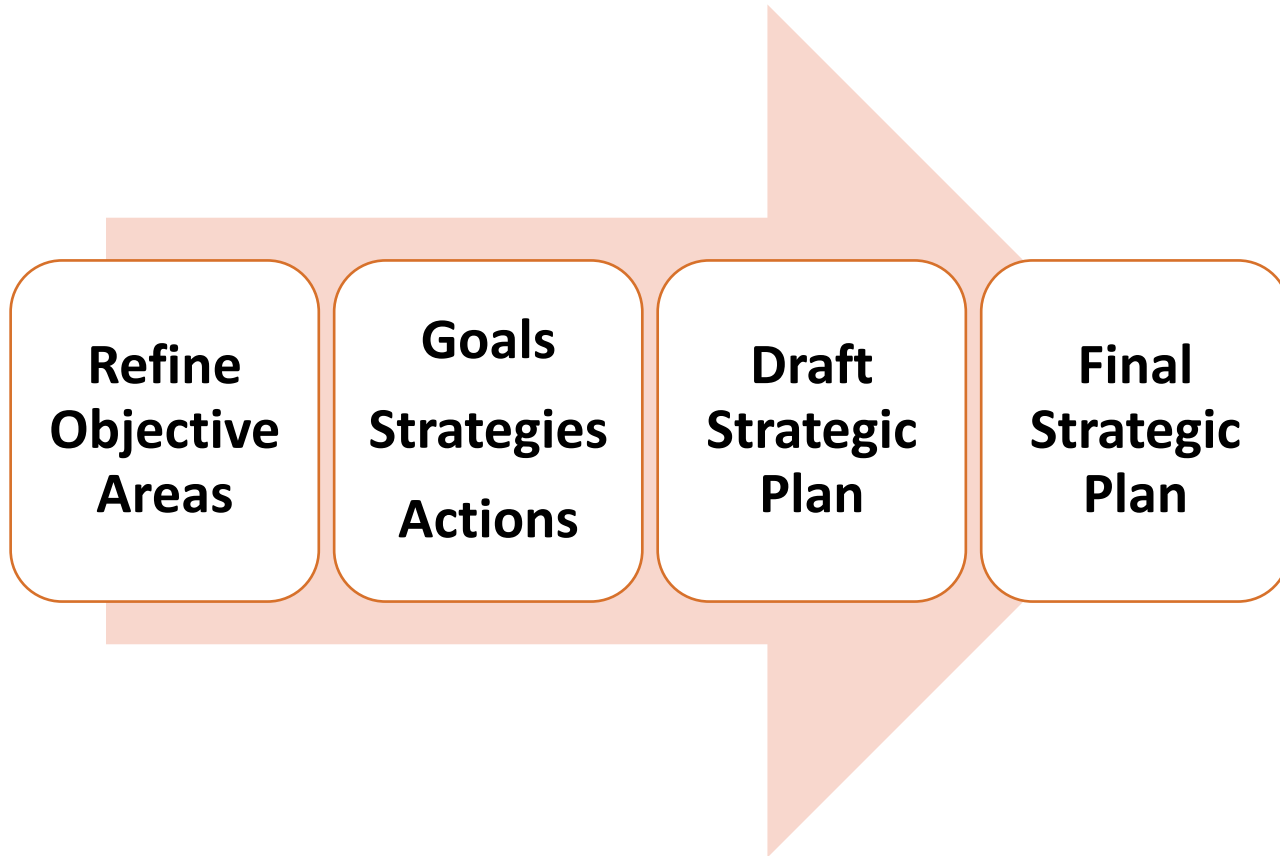 Refine
Objective
Areas
Goals
Strategies
Actions
Draft
Strategic
Plan
Final
Strategic
Plan